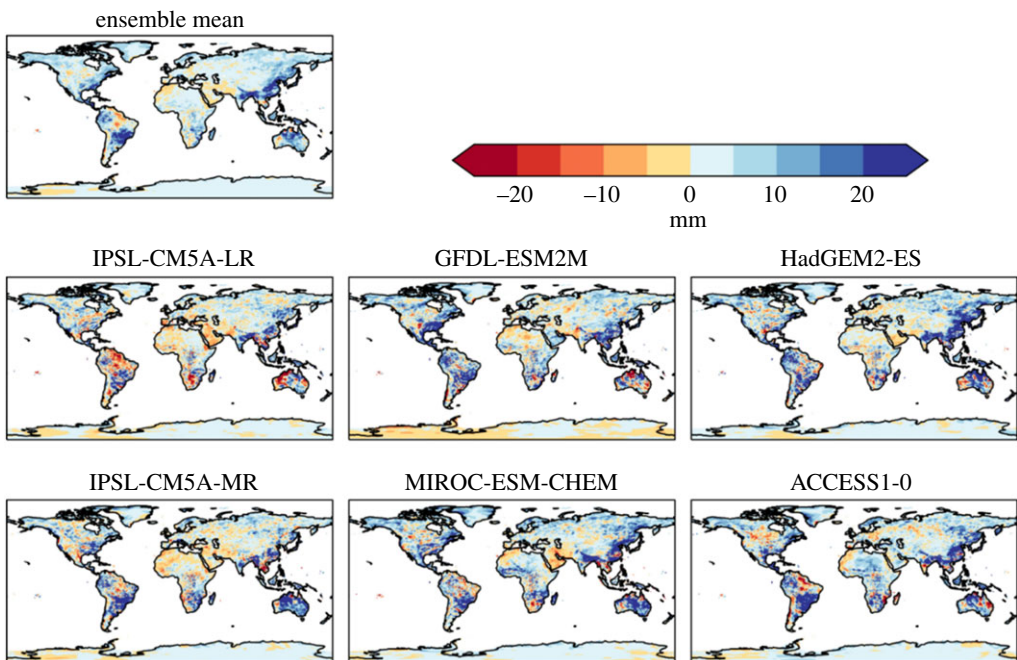 ensemble mean
−20 −10 0 10 20
mm
IPSL-CM5A-LR GFDL-ESM2M HadGEM2-ES
IPSL-CM5A-MR MIROC-ESM-CHEM ACCESS1-0